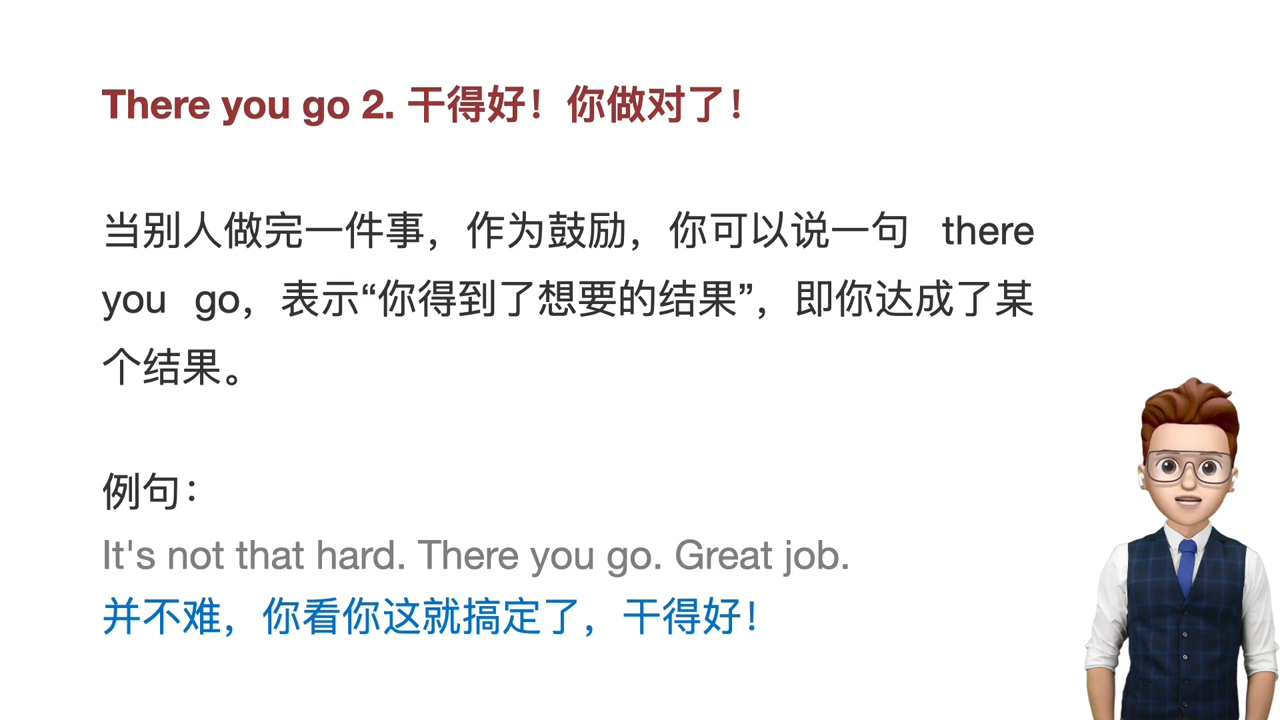 There you go 2. 干得好！你做对了！
当别人做完一件事，作为鼓励，你可以说一句 there
you go，表示“你得到了想要的结果”，即你达成了某
个结果。
例句：
It's not that hard. There you go. Great job.
并不难，你看你这就搞定了，干得好！